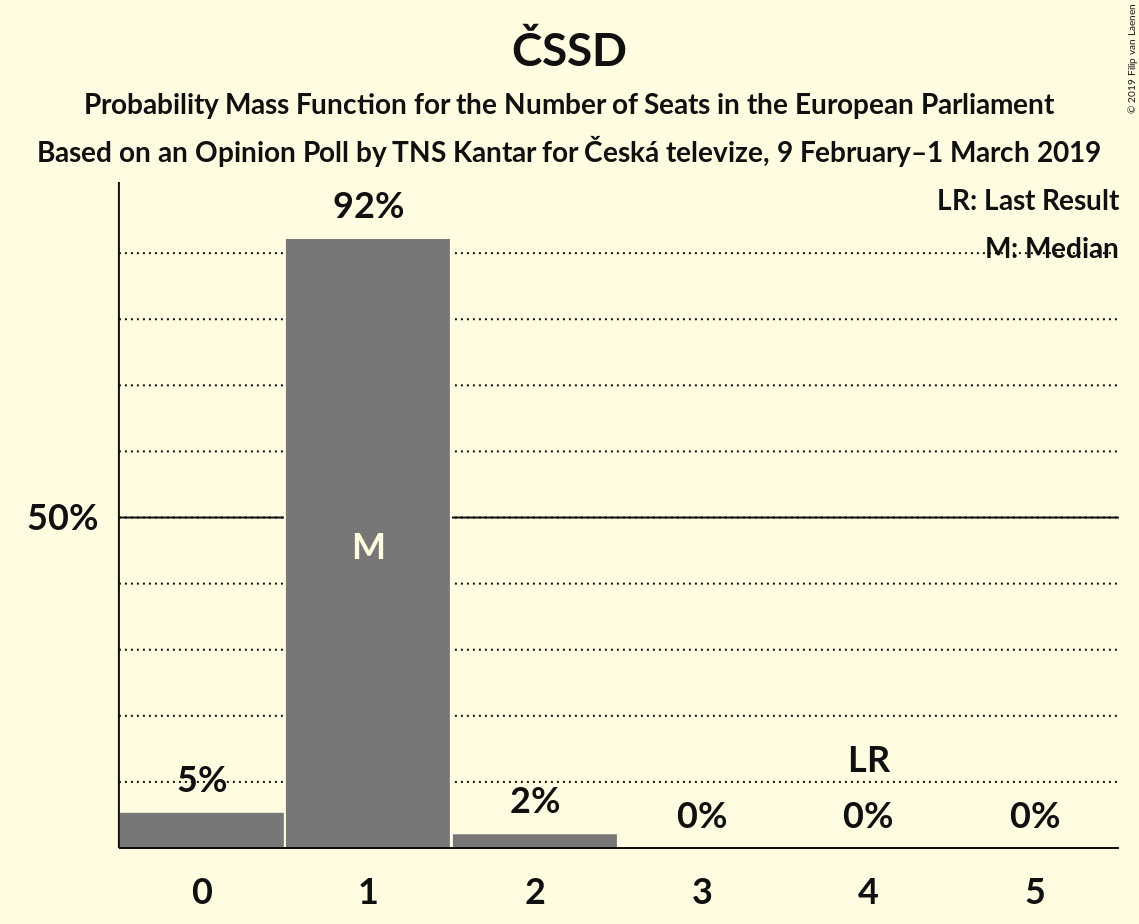 ČSSD
Probability Mass Function for the Number of Seats in the European Parliament
Based on an Opinion Poll by TNS Kantar for Česká televize, 9 February–1 March 2019
© 2019 Filip van Laenen
LR: Last Result
M: Median
92%
50%
M
5%
2%
0%
LR
0%
0%
0 1 2 3 4 5